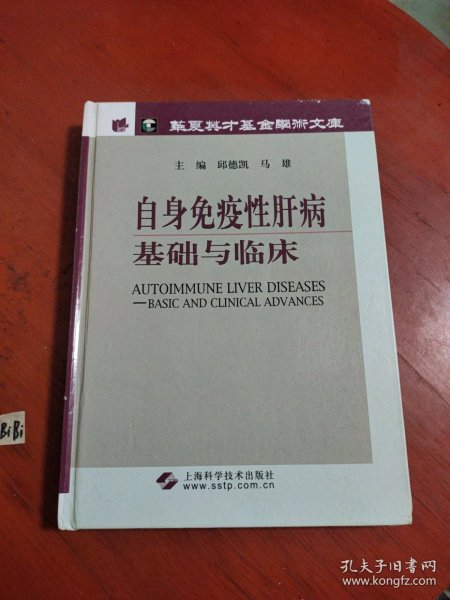 華夏英才基金學術文庫
主 编 邱德凯 马 雄
自身免疫性肝病
基础与临床
AUTOIMMUNE LIVER DISEASES
—BASIC AND CLINICAL ADVANCES
BiBi
上海科学技术出版社
www.sstp.com.cn
孔夫子旧书网
www.kongfz.com